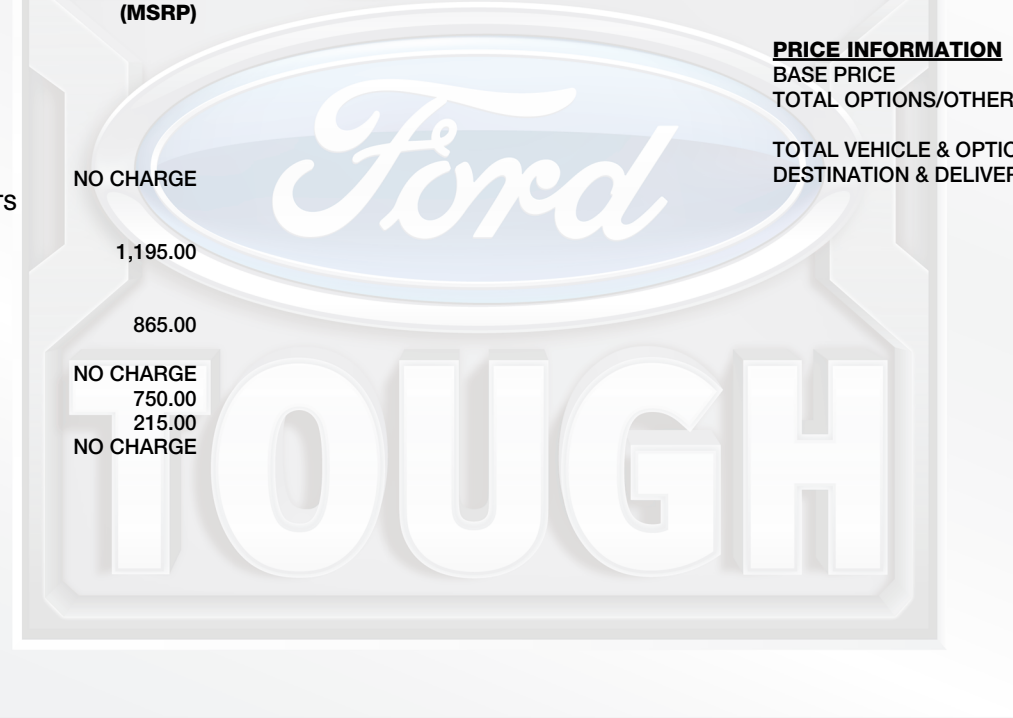 (MSRP)
NO CHARGE
TS
1,195.00
865.00
NO CHARGE
750.00
215.00
NO CHARGE
PRICE INFORMATION
BASE PRICE
TOTAL OPTIONS/OTHER
TOTAL VEHICLE & OPTIO
DESTINATION & DELIVER
Ford
TOUGH